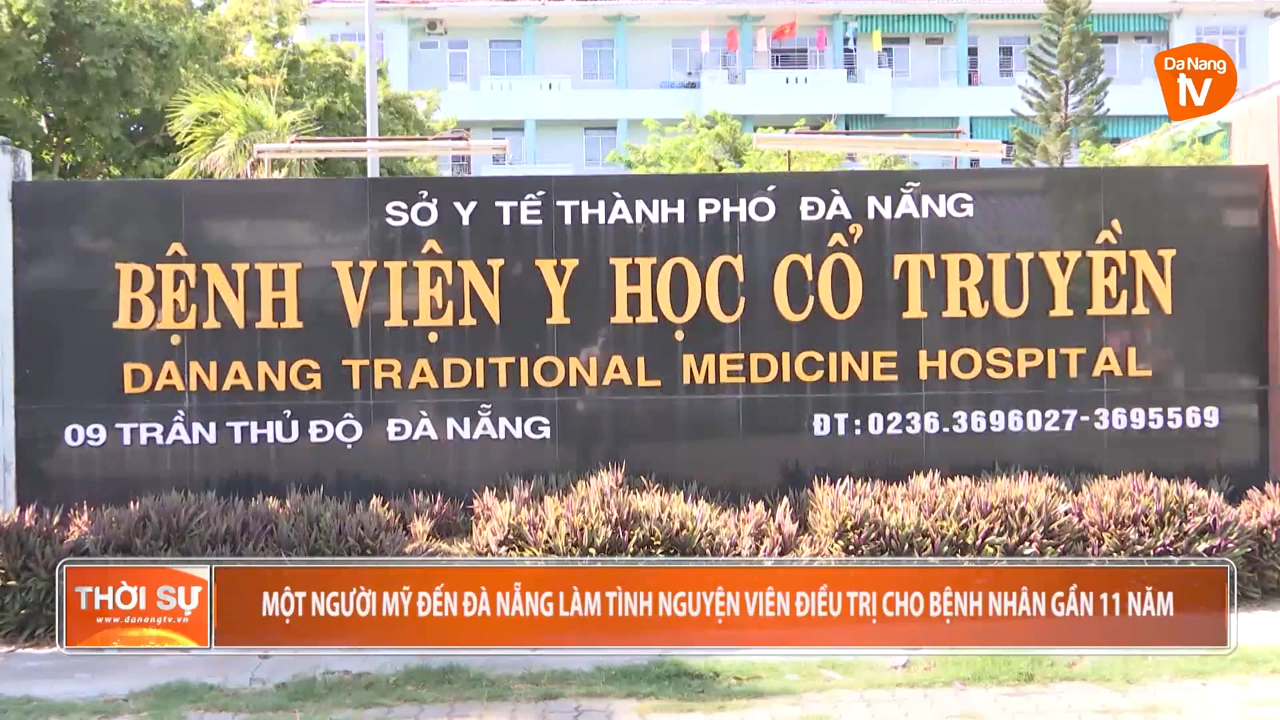 Da Nang
tv
SỞ Y TẾ THÀNH PHỐ ĐÀ NẴNG
BỆNH VIỆN Y HỌC CỔ TRUYỀN
DANANG TRADITIONAL MEDICINE HOSPITAL
09 TRẦN THỦ ĐỘ ĐÀ NẴNG
ĐT: 0236.3696027-3695569
THỜI SỰ
www.danangtv.vn
MỘT NGƯỜI MỸ ĐẾN ĐÀ NẴNG LÀM TÌNH NGUYỆN VIÊN ĐIỀU TRỊ CHO BỆNH NHÂN GẦN 11 NĂM